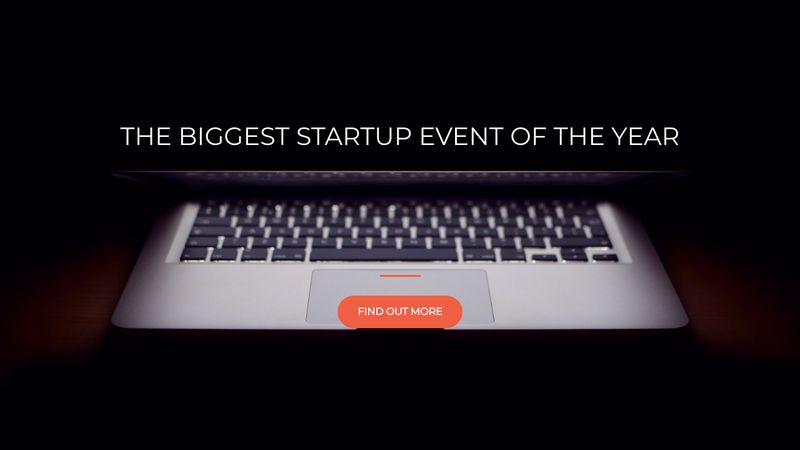 THE BIGGEST STARTUP EVENT OF THE YEAR
FIND OUT MORE